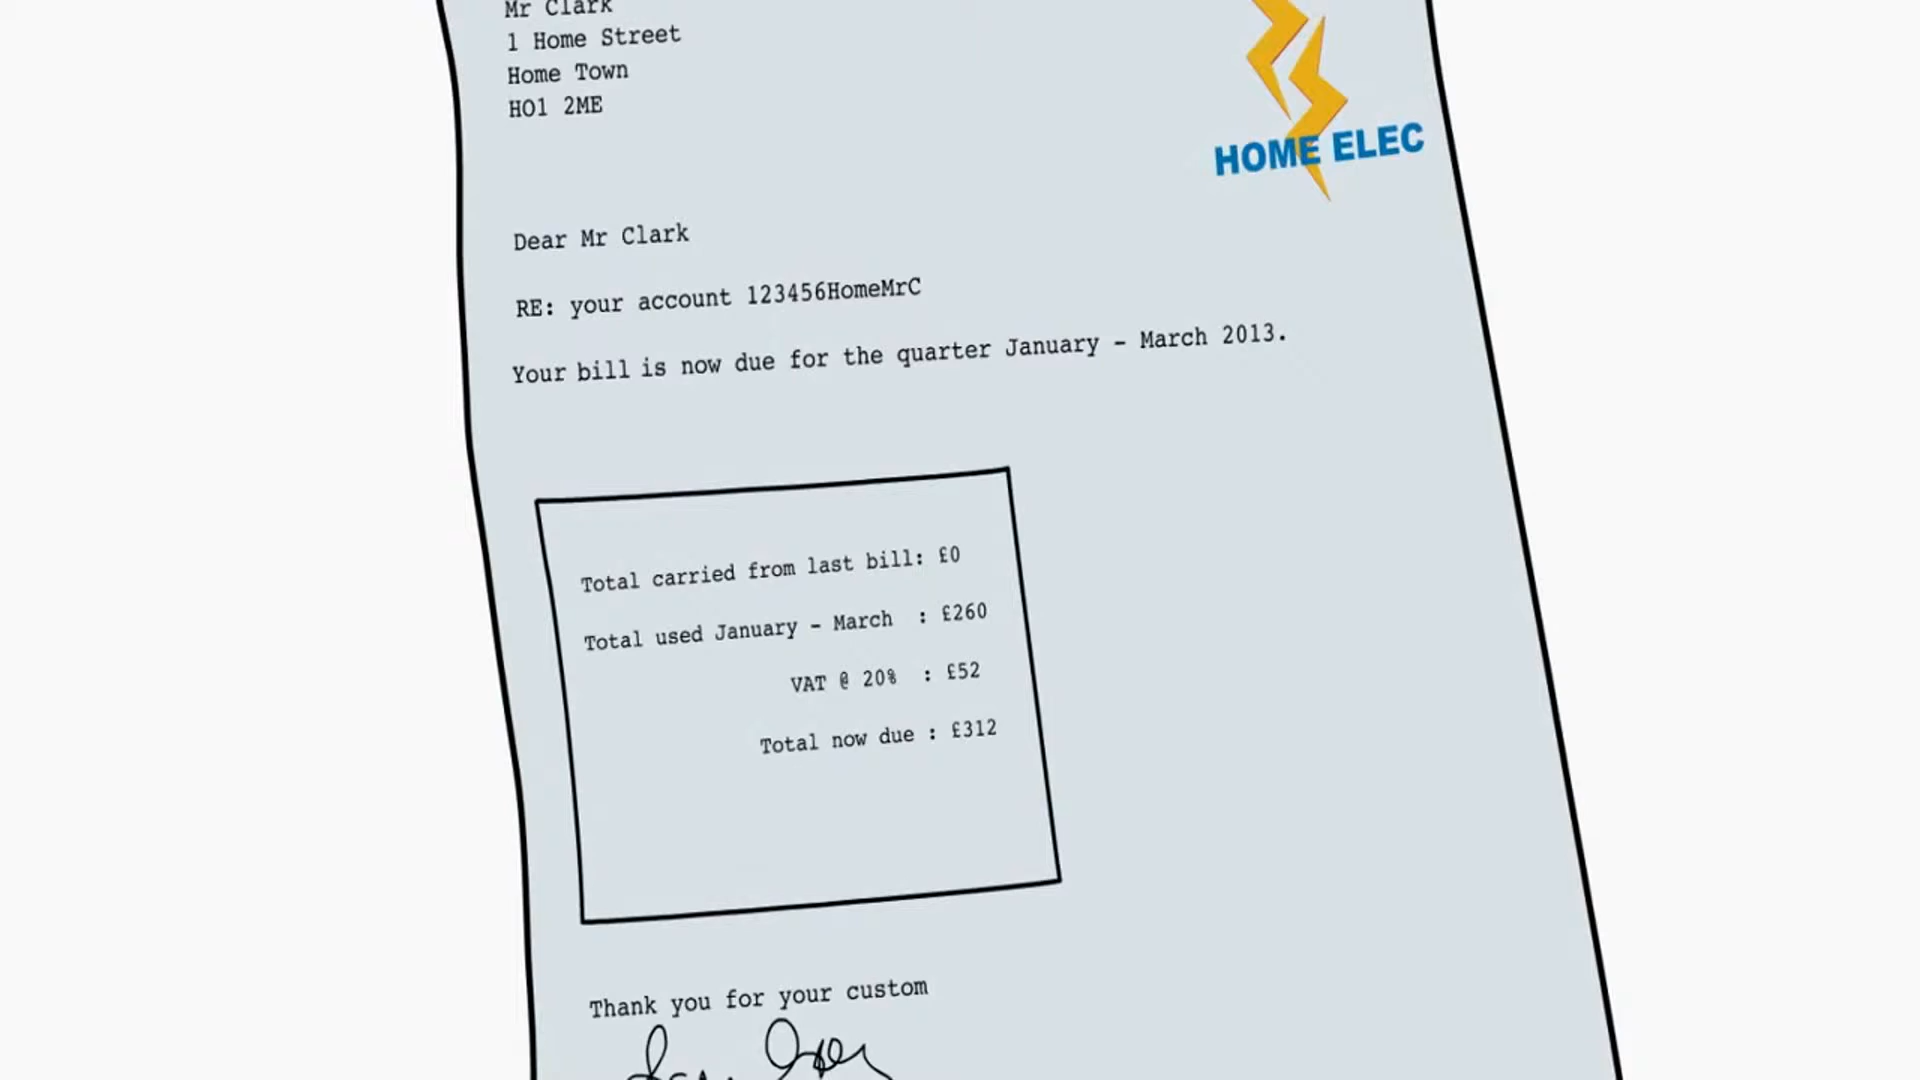 Mr Clark
1 Home Street
Home Town
HO1 2ME
HOME ELEC
Dear Mr Clark
RE: your account 123456HomeMrC
Your bill is now due for the quarter January - March 2013.
Total carried from last bill: £0
Total used January - March : £260
VAT @ 20% : £52
Total now due : £312
Thank you for your custom